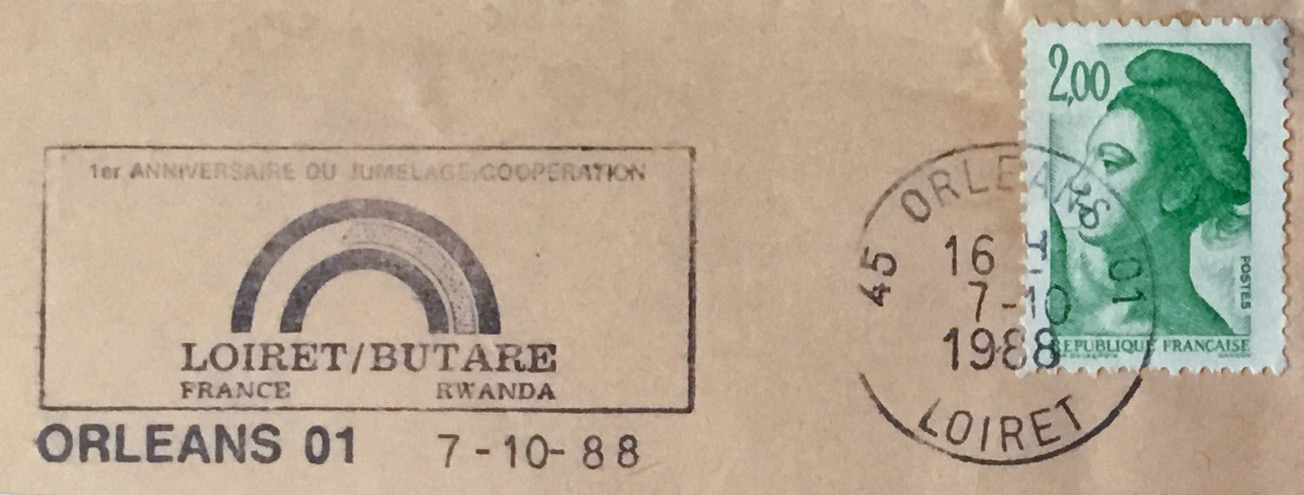 1er ANNIVERSAIRE DU JUMELAGE COOPERATION
LOIRET/BUTARE
FRANCE RWANDA
ORLEANS 01 7-10-88
45 ORLEANS 01
16
7-10
1988
LOIRET
2,00
POSTES
REPUBLIQUE FRANÇAISE